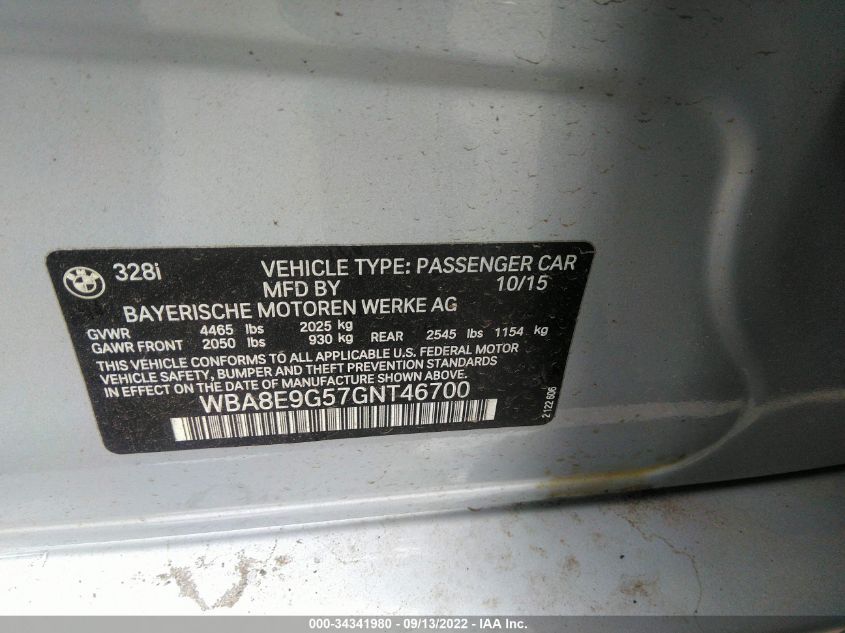 328i VEHICLE TYPE: PASSENGER CAR
MFD BY 10/15
BAYERISCHE MOTOREN WERKE AG
GVWR 4465 lbs 2025 kg
GAWR FRONT 2050 lbs 930 kg REAR 2545 lbs 1154 kg
THIS VEHICLE CONFORMS TO ALL APPLICABLE U.S. FEDERAL MOTOR
VEHICLE SAFETY, BUMPER AND THEFT PREVENTION STANDARDS
IN EFFECT ON THE DATE OF MANUFACTURE SHOWN ABOVE.
WBA8E9G57GNT46700
2122 606
000-34341980 - 09/13/2022 - IAA Inc.